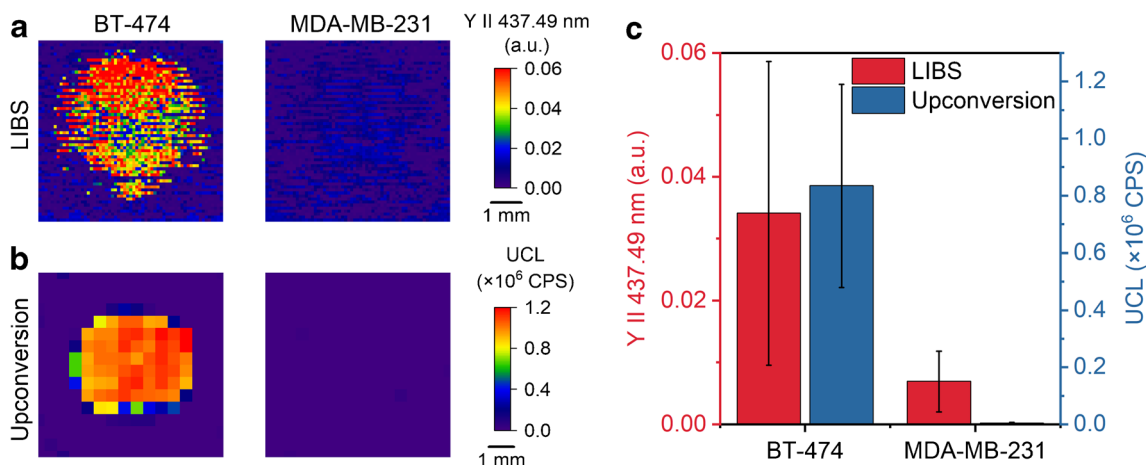 a
BT-474
MDA-MB-231
Y II 437.49 nm
(a.u.)
LIBS
0.06
0.04
0.02
0.00
1 mm
b
UCL
(×10⁶ CPS)
Upconversion
1.2
0.8
0.4
0.0
1 mm
c
LIBS
Upconversion
Y II 437.49 nm (a.u.)
0.06
0.04
0.02
0.00
1.2
1.0
0.8
0.6
0.4
0.2
0.0
UCL (×10⁶ CPS)
BT-474
MDA-MB-231